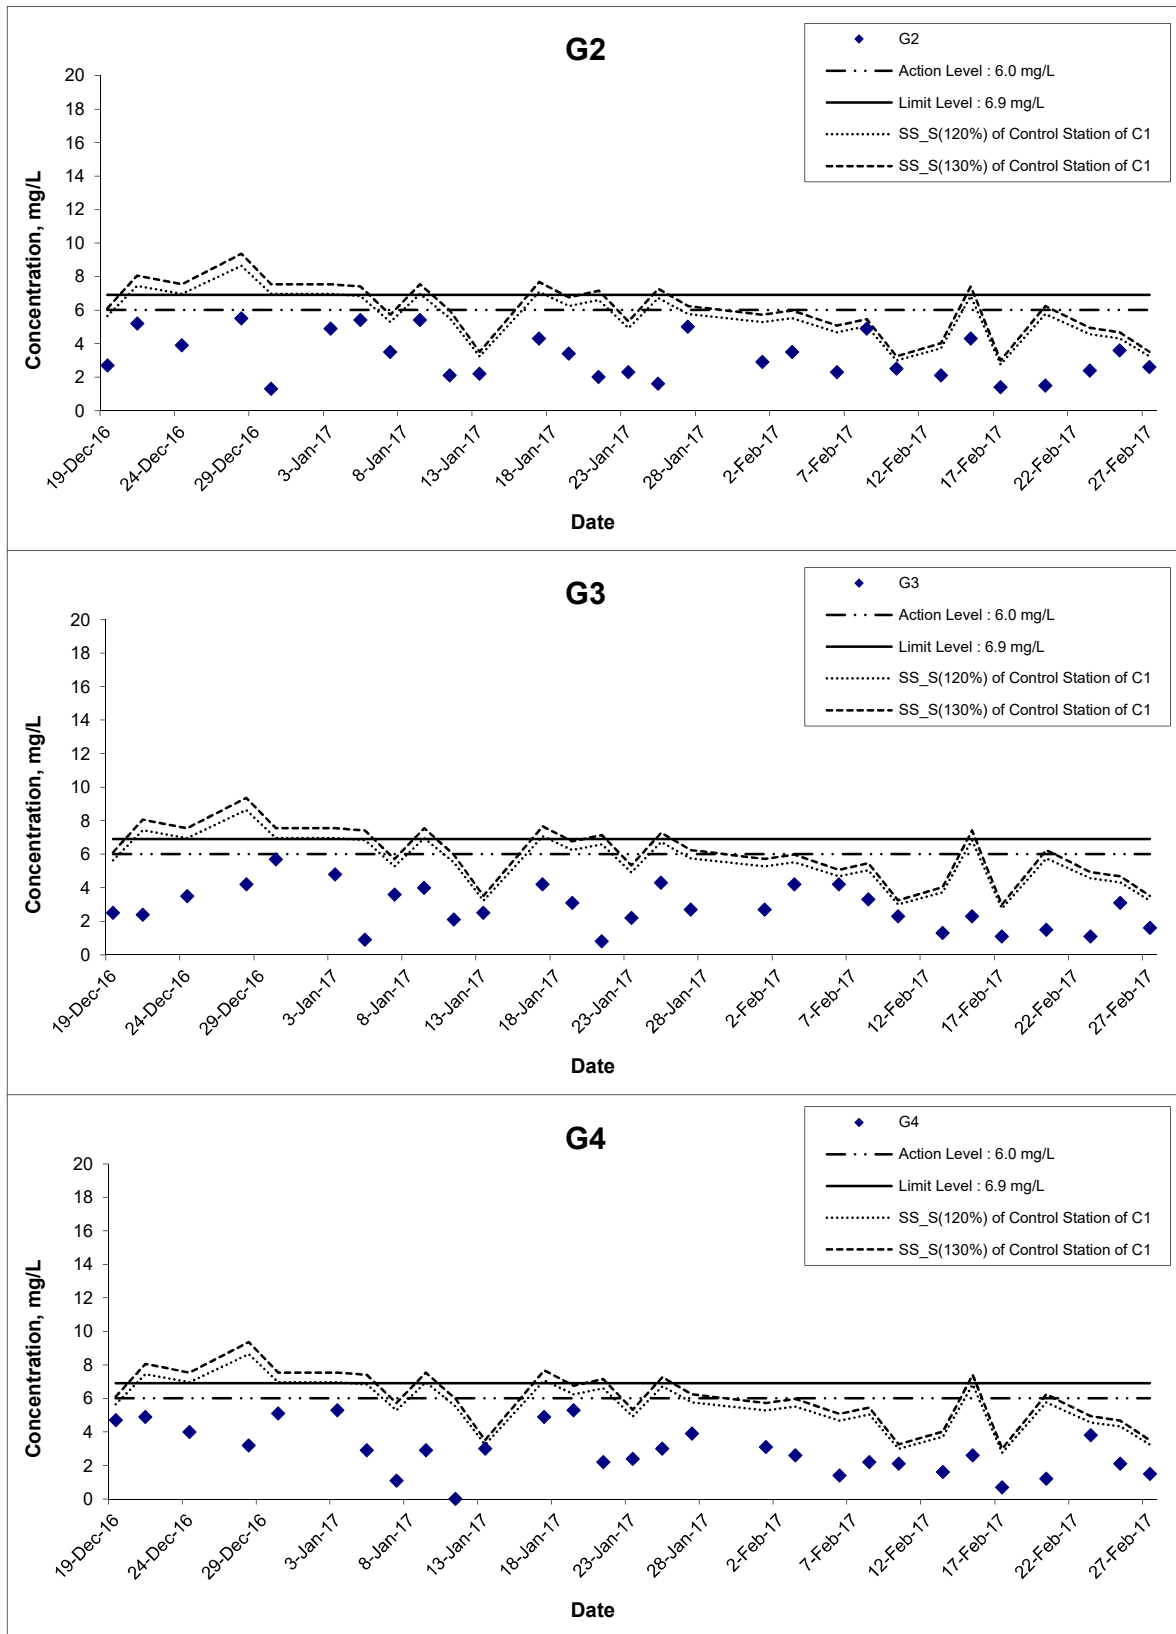 G2
G2
Action Level : 6.0 mg/L
Limit Level : 6.9 mg/L
SS_S(120%) of Control Station of C1
SS_S(130%) of Control Station of C1
Concentration, mg/L
20
18
16
14
12
10
8
6
4
2
0
19-Dec-16
24-Dec-16
29-Dec-16
3-Jan-17
8-Jan-17
13-Jan-17
18-Jan-17
23-Jan-17
28-Jan-17
2-Feb-17
7-Feb-17
12-Feb-17
17-Feb-17
22-Feb-17
27-Feb-17
Date
G3
G3
Action Level : 6.0 mg/L
Limit Level : 6.9 mg/L
SS_S(120%) of Control Station of C1
SS_S(130%) of Control Station of C1
Concentration, mg/L
20
18
16
14
12
10
8
6
4
2
0
19-Dec-16
24-Dec-16
29-Dec-16
3-Jan-17
8-Jan-17
13-Jan-17
18-Jan-17
23-Jan-17
28-Jan-17
2-Feb-17
7-Feb-17
12-Feb-17
17-Feb-17
22-Feb-17
27-Feb-17
Date
G4
G4
Action Level : 6.0 mg/L
Limit Level : 6.9 mg/L
SS_S(120%) of Control Station of C1
SS_S(130%) of Control Station of C1
Concentration, mg/L
20
18
16
14
12
10
8
6
4
2
0
19-Dec-16
24-Dec-16
29-Dec-16
3-Jan-17
8-Jan-17
13-Jan-17
18-Jan-17
23-Jan-17
28-Jan-17
2-Feb-17
7-Feb-17
12-Feb-17
17-Feb-17
22-Feb-17
27-Feb-17
Date